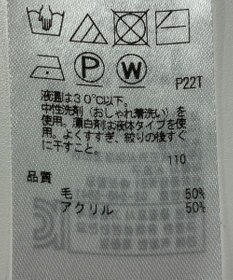 P22T
液温は30℃以下、
中性洗剤(おしゃれ着洗い)を
使用。漂白剤は液体タイプを使
用。よくすすぎ、絞りの後すぐ
に干すこと。
110
品質
毛 50%
アクリル 50%